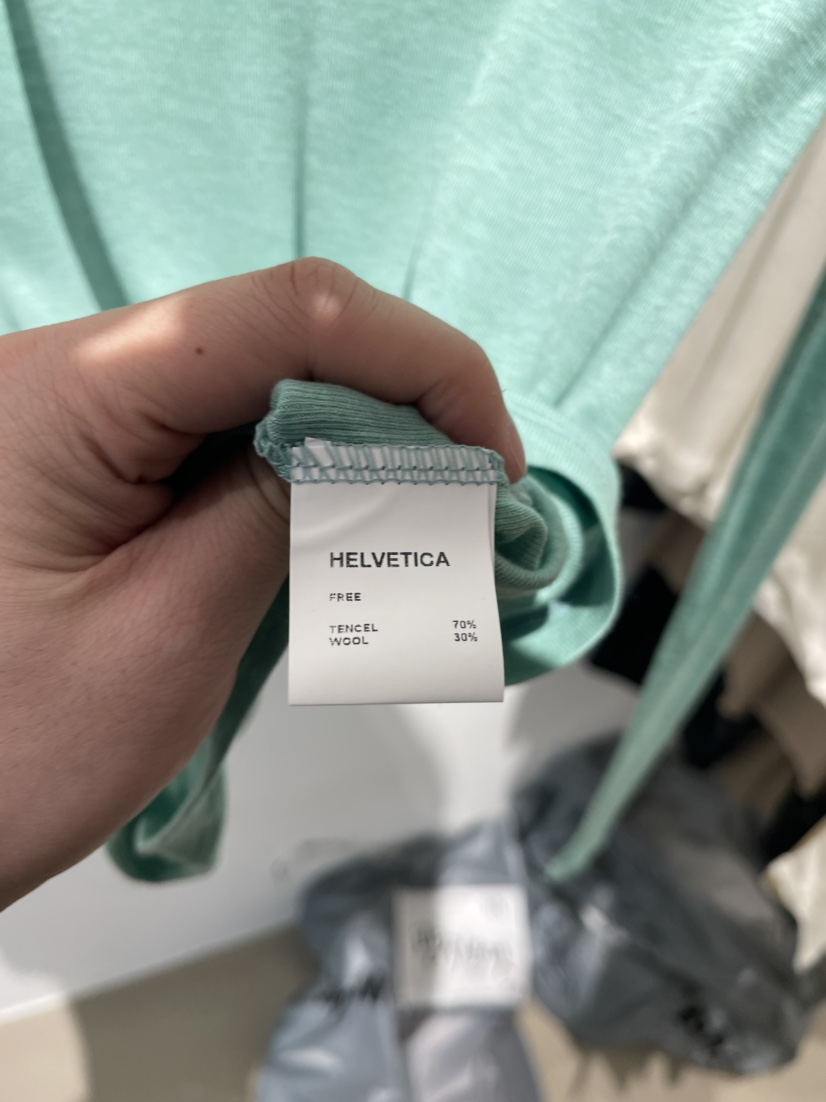 HELVETICA
FREE
TENCEL 70%
WOOL 30%